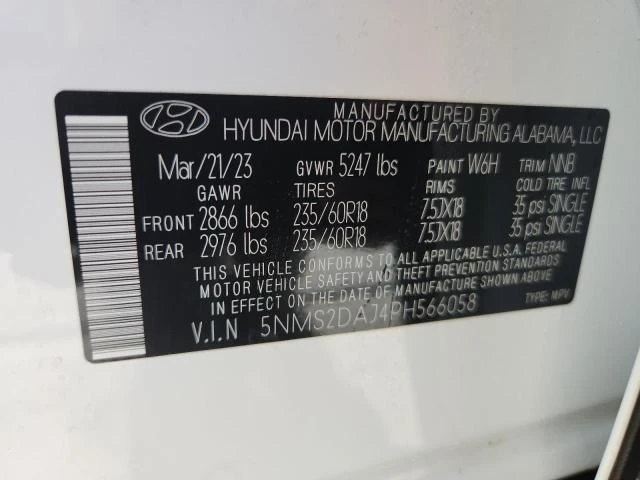 MANUFACTURED BY
HYUNDAI MOTOR MANUFACTURING ALABAMA, LLC
Mar/21/23 GVWR 5247 lbs PAINT W6H TRIM NNB
GAWR TIRES RIMS COLD TIRE INFL
FRONT 2866 lbs 235/60R18 7.5JX18 35 psi SINGLE
REAR 2976 lbs 235/60R18 7.5JX18 35 psi SINGLE
THIS VEHICLE CONFORMS TO ALL APPLICABLE U.S.A. FEDERAL
MOTOR VEHICLE SAFETY AND THEFT PREVENTION STANDARDS
IN EFFECT ON THE DATE OF MANUFACTURE SHOWN ABOVE.
V.I.N 5NMS2DAJ4PH566058 TYPE: MPV